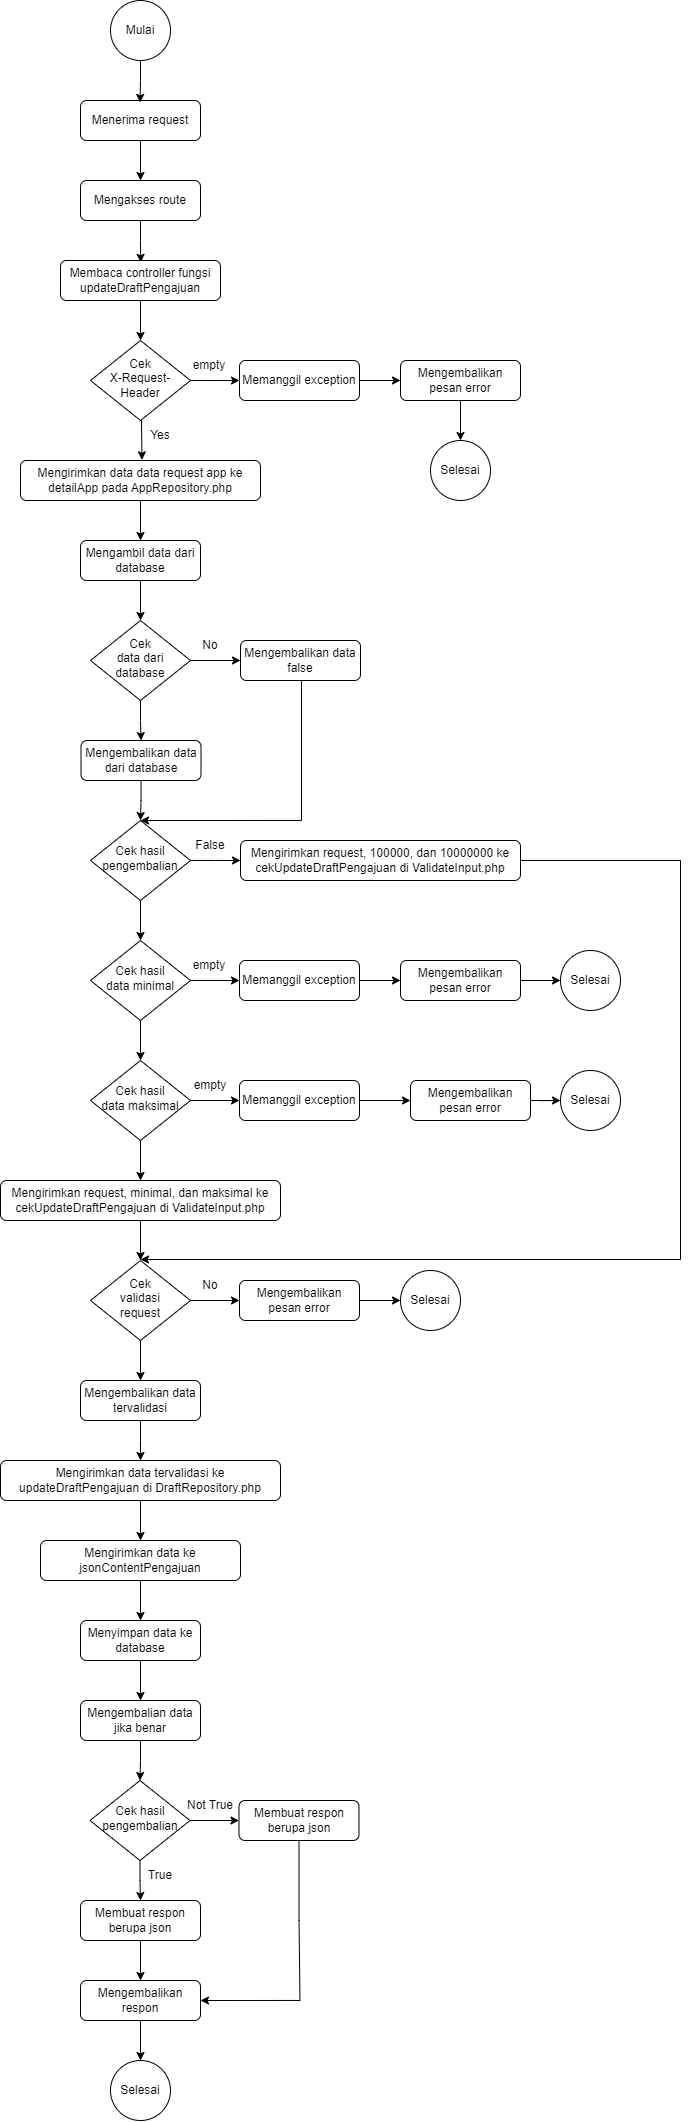 Mulai
Menerima request
Mengakses route
Membaca controller fungsi
updateDraftPengajuan
Cek
X-Request-
Header
empty
Memanggil exception
Mengembalikan
pesan error
Selesai
Yes
Mengirimkan data data request app ke
detailApp pada AppRepository.php
Mengambil data dari
database
Cek
data dari
database
No
Mengembalikan data
false
Mengembalikan data
dari database
Cek hasil
pengembalian
False
Mengirimkan request, 100000, dan 10000000 ke
cekUpdateDraftPengajuan di ValidateInput.php
Cek hasil
data minimal
empty
Memanggil exception
Mengembalikan
pesan error
Selesai
Cek hasil
data maksimal
empty
Memanggil exception
Mengembalikan
pesan error
Selesai
Mengirimkan request, minimal, dan maksimal ke
cekUpdateDraftPengajuan di ValidateInput.php
Cek
validasi
request
No
Mengembalikan
pesan error
Selesai
Mengembalikan data
tervalidasi
Mengirimkan data tervalidasi ke
updateDraftPengajuan di DraftRepository.php
Mengirimkan data ke
jsonContentPengajuan
Menyimpan data ke
database
Mengembalian data
jika benar
Cek hasil
pengembalian
Not True
Membuat respon
berupa json
True
Membuat respon
berupa json
Mengembalikan
respon
Selesai